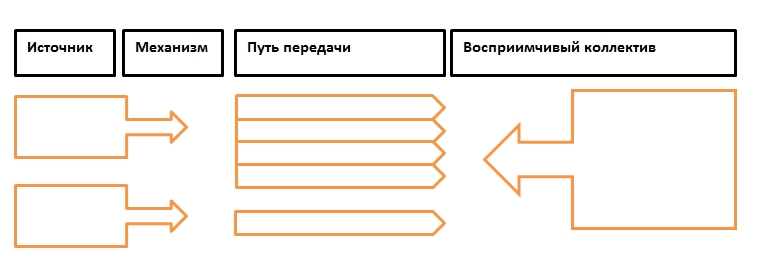 Источник
Механизм
Путь передачи
Восприимчивый коллектив